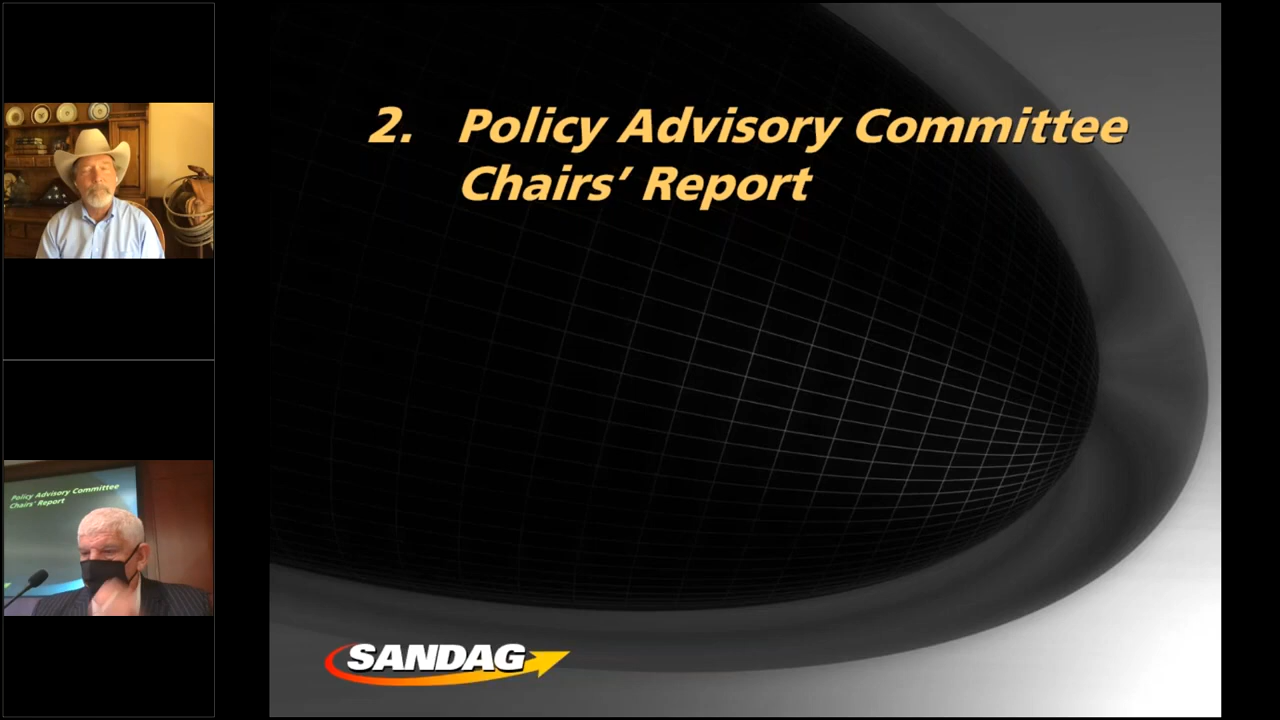 2. Policy Advisory Committee
Chairs’ Report
SANDAG
Policy Advisory Committee
Chairs’ Report